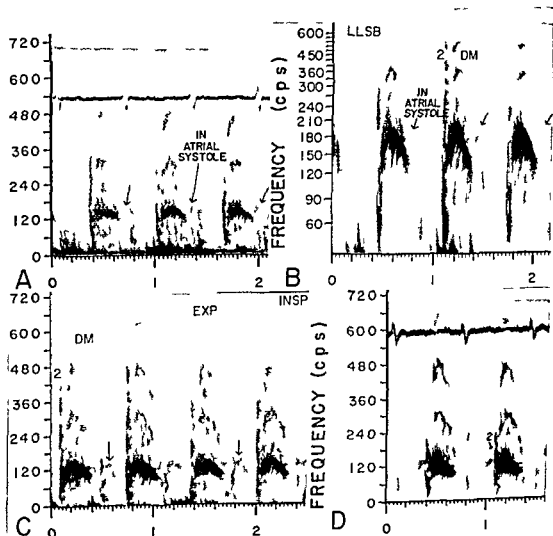 720
600
480
360
240
120
0
IN
ATRIAL
SYSTOLE
A
0
1
2
FREQUENCY (cps)
LLSB
2
DM
600
360
300
240
210
180
150
120
90
60
IN
ATRIAL
SYSTOLE
B
0
1
2
720
600
480
360
240
120
0
EXP
INSP
DM
2
C
0
1
2
FREQUENCY (cps)
720
600
480
360
240
120
0
2
D
0
1